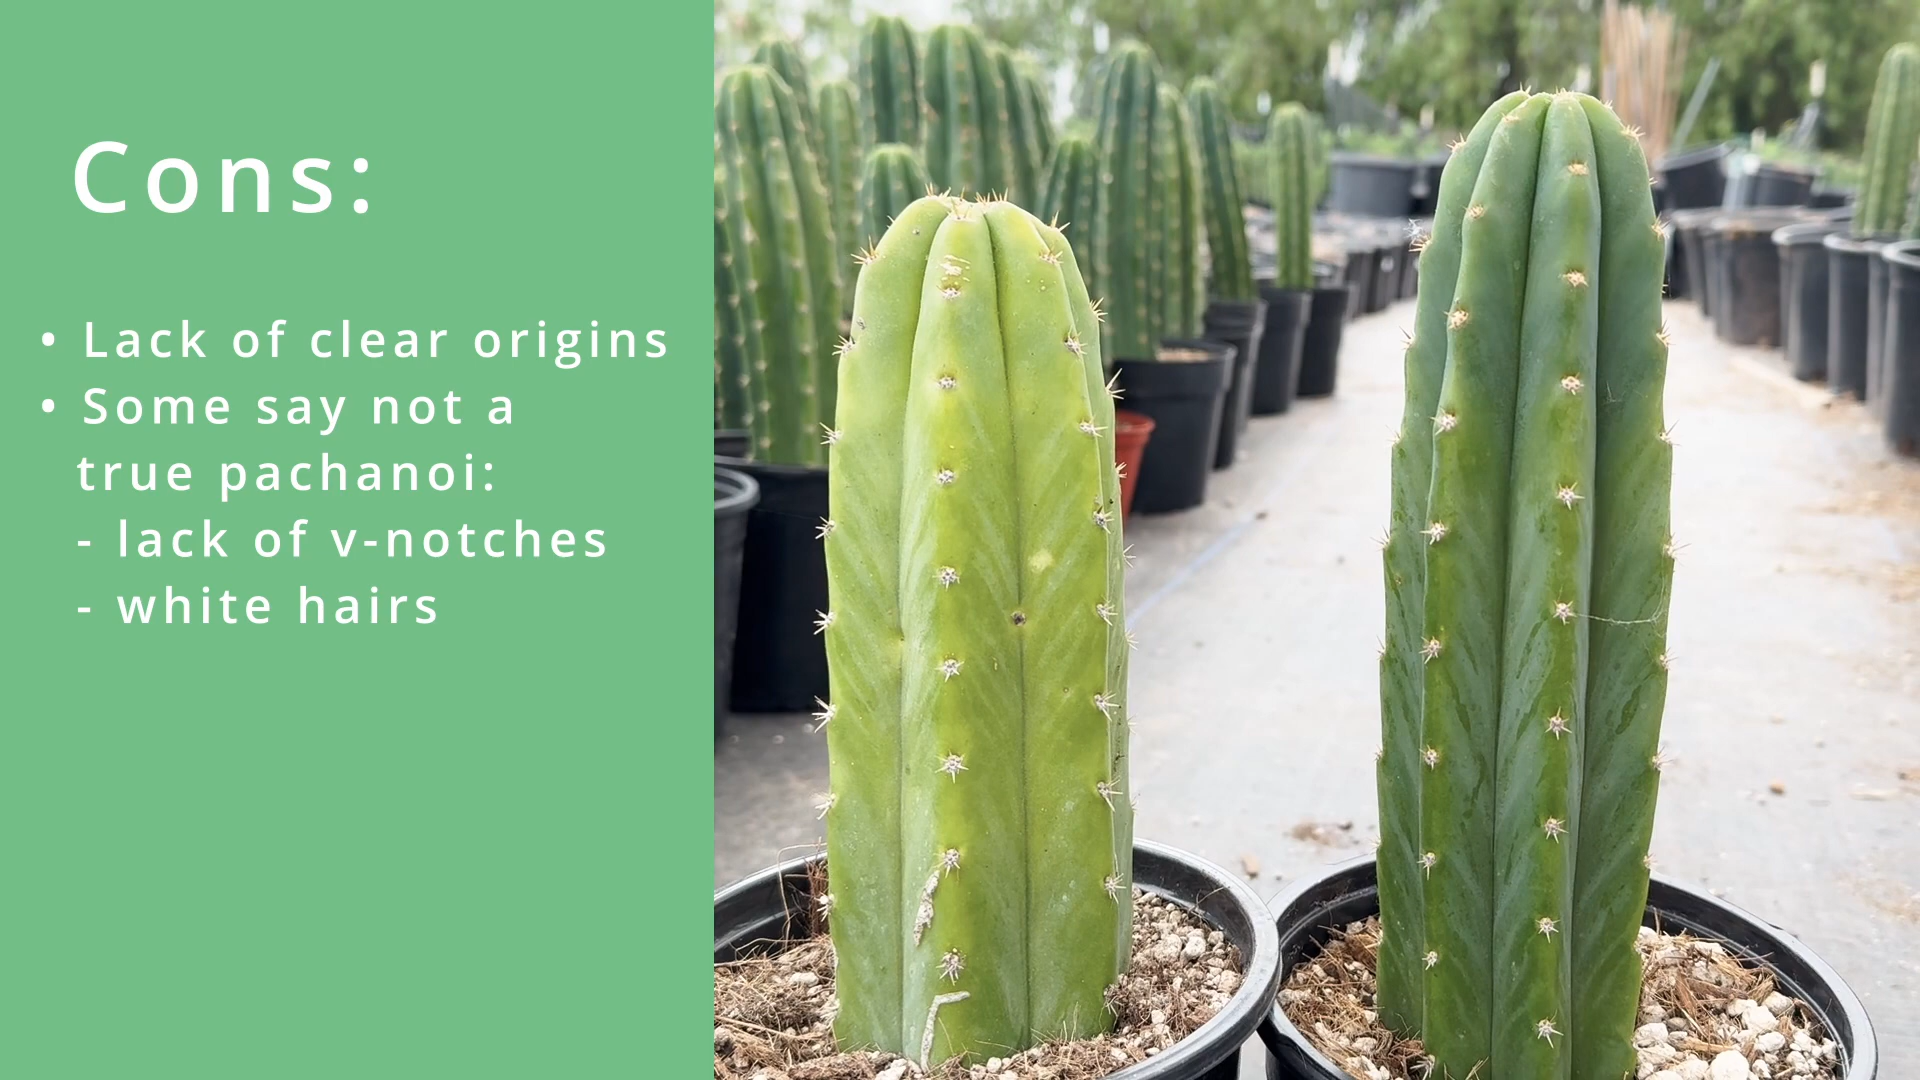 Cons:
• Lack of clear origins
• Some say not a
true pachanoi:
- lack of v-notches
- white hairs